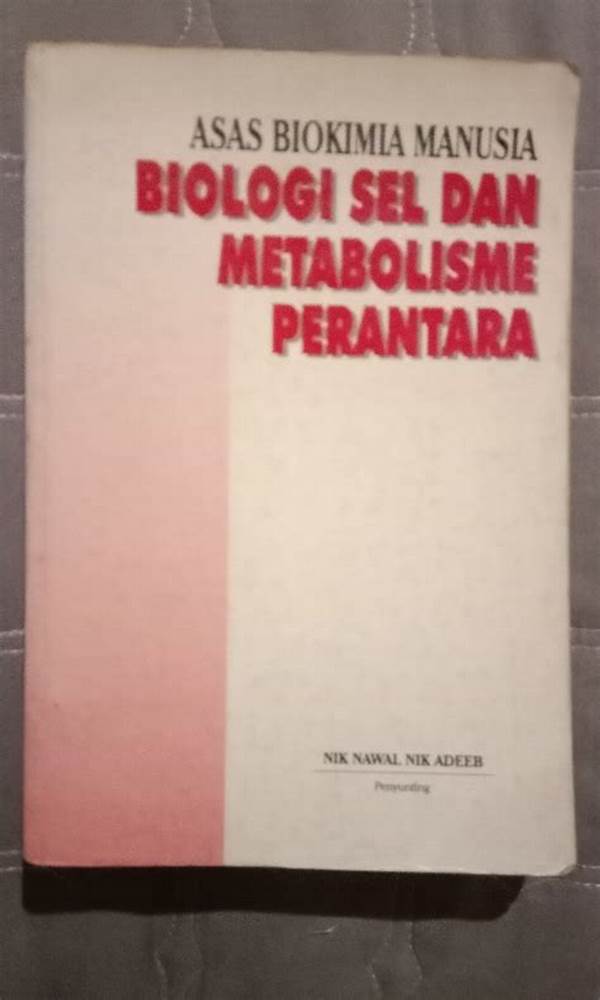 ASAS BIOKIMIA MANUSIA
BIOLOGI SEL DAN
METABOLISME
PERANTARA
NIK NAWAL NIK ADEEB
Penyunting